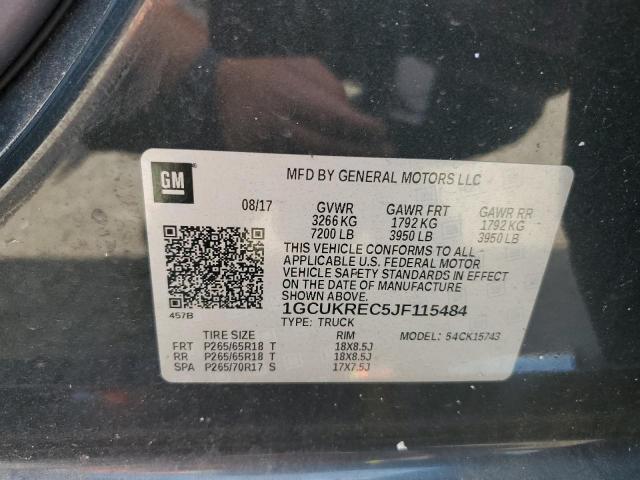 GM
MFD BY GENERAL MOTORS LLC
08/17 GVWR GAWR FRT GAWR RR
3266 KG 1792 KG 1792 KG
7200 LB 3950 LB 3950 LB
THIS VEHICLE CONFORMS TO ALL
APPLICABLE U.S. FEDERAL MOTOR
VEHICLE SAFETY STANDARDS IN EFFECT
ON THE DATE OF MANUFACTURE
SHOWN ABOVE.
457B
1GCUKREC5JF115484
TYPE: TRUCK
TIRE SIZE RIM MODEL: 54CK15743
FRT P265/65R18 T 18X8.5J
RR P265/65R18 T 18X8.5J
SPA P265/70R17 S 17X7.5J